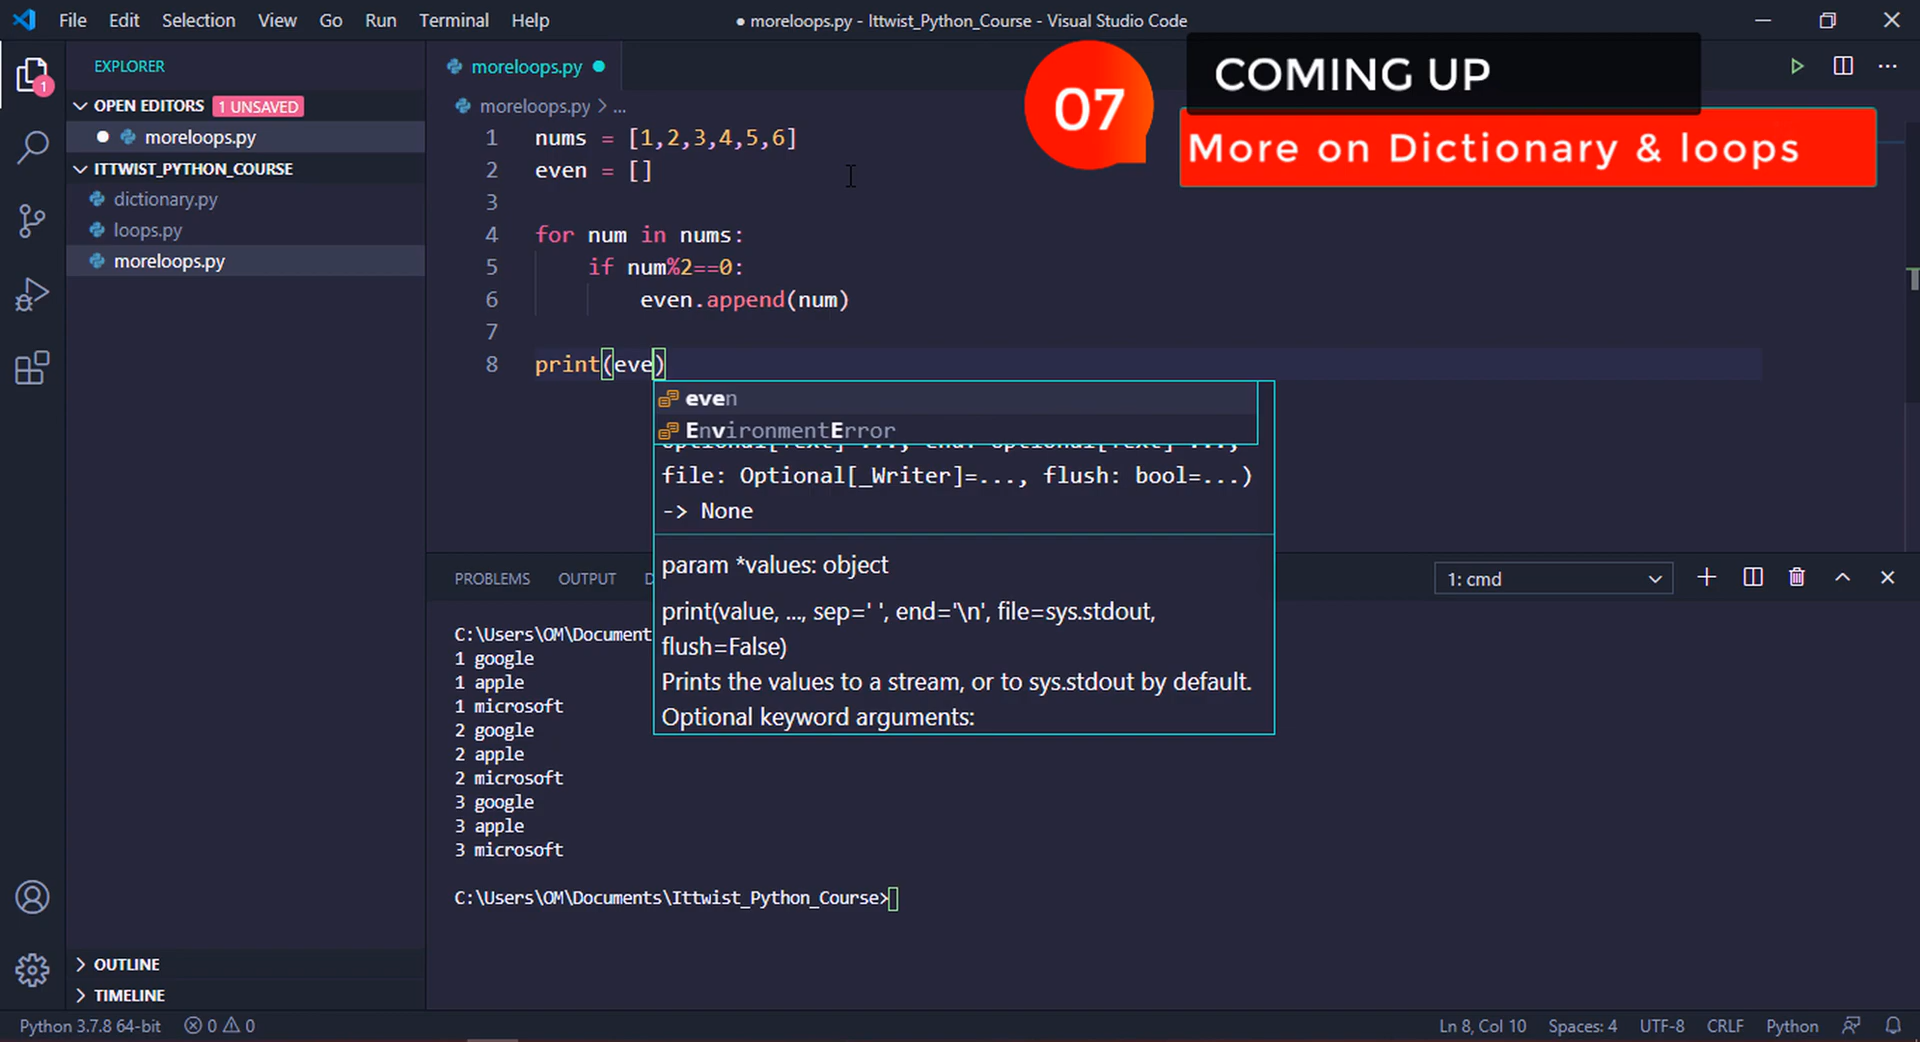 File Edit Selection View Go Run Terminal Help
● moreloops.py - Ittwist_Python_Course - Visual Studio Code
COMING UP
07
More on Dictionary & loops
EXPLORER
1
OPEN EDITORS 1 UNSAVED
moreloops.py
ITTWIST_PYTHON_COURSE
dictionary.py
loops.py
moreloops.py
OUTLINE
TIMELINE
moreloops.py
moreloops.py > ...
1 nums = [1,2,3,4,5,6]
2 even = []
3
4 for num in nums:
5 if num%2==0:
6 even.append(num)
7
8 print(eve)
even
EnvironmentError
file: Optional[_Writer]=..., flush: bool=...)
-> None
param *values: object
print(value, ..., sep=' ', end='\n', file=sys.stdout,
flush=False)
Prints the values to a stream, or to sys.stdout by default.
Optional keyword arguments:
PROBLEMS OUTPUT
1: cmd
C:\Users\OM\Document
1 google
1 apple
1 microsoft
2 google
2 apple
2 microsoft
3 google
3 apple
3 microsoft
C:\Users\OM\Documents\Ittwist_Python_Course>
Python 3.7.8 64-bit 0 0
Ln 8, Col 10 Spaces: 4 UTF-8 CRLF Python